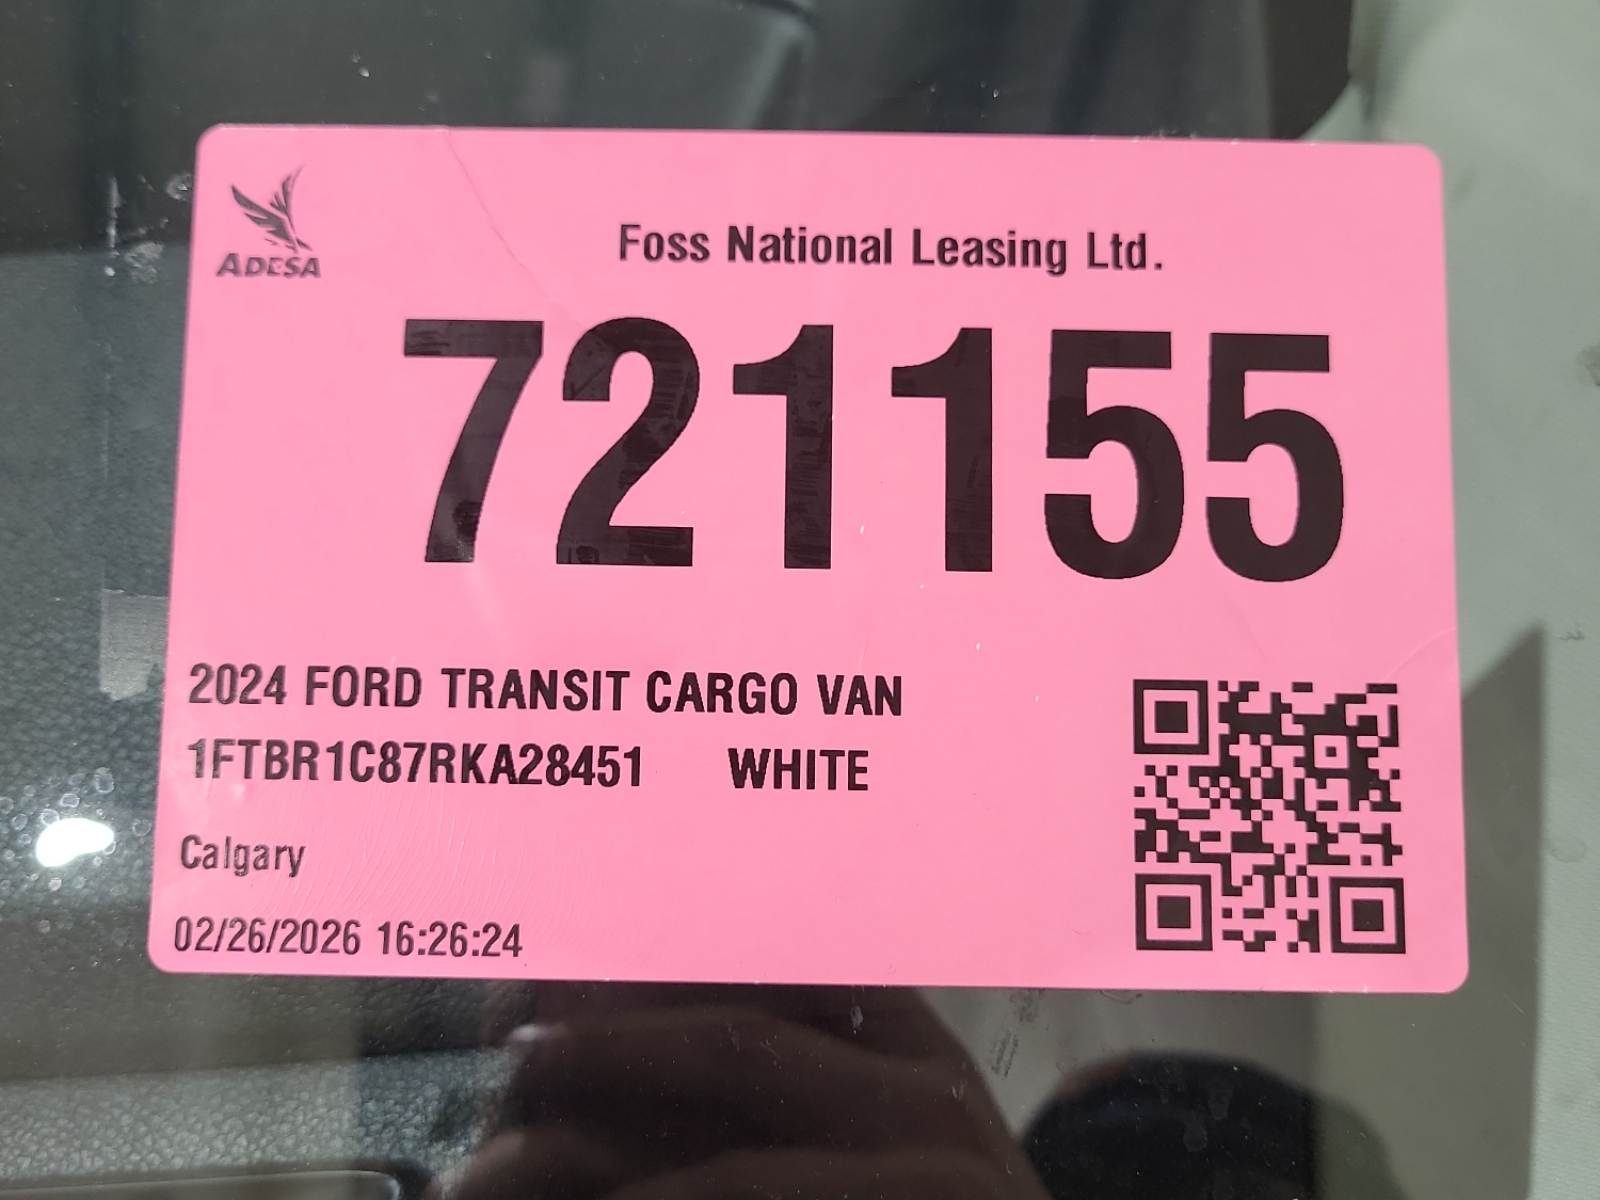 ADESA
Foss National Leasing Ltd.
721155
2024 FORD TRANSIT CARGO VAN
1FTBR1C87RKA28451 WHITE
Calgary
02/26/2026 16:26:24